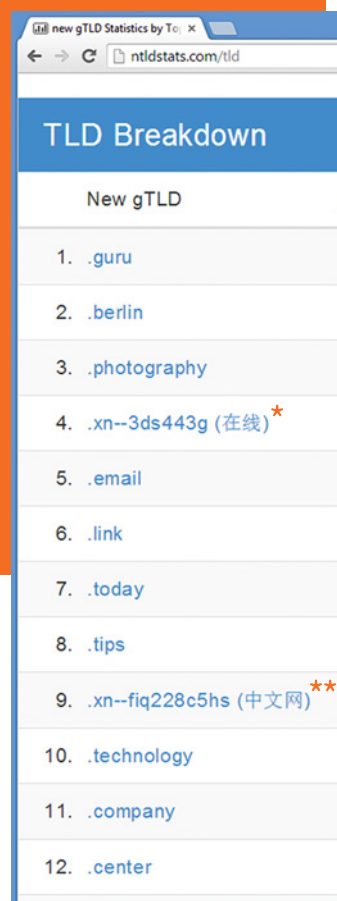 new gTLD Statistics by To
ntldstats.com/tld
TLD Breakdown
New gTLD
1. .guru
2. .berlin
3. .photography
4. .xn--3ds443g (在线)*
5. .email
6. .link
7. .today
8. .tips
9. .xn--fiq228c5hs (中文网)**
10. .technology
11. .company
12. .center